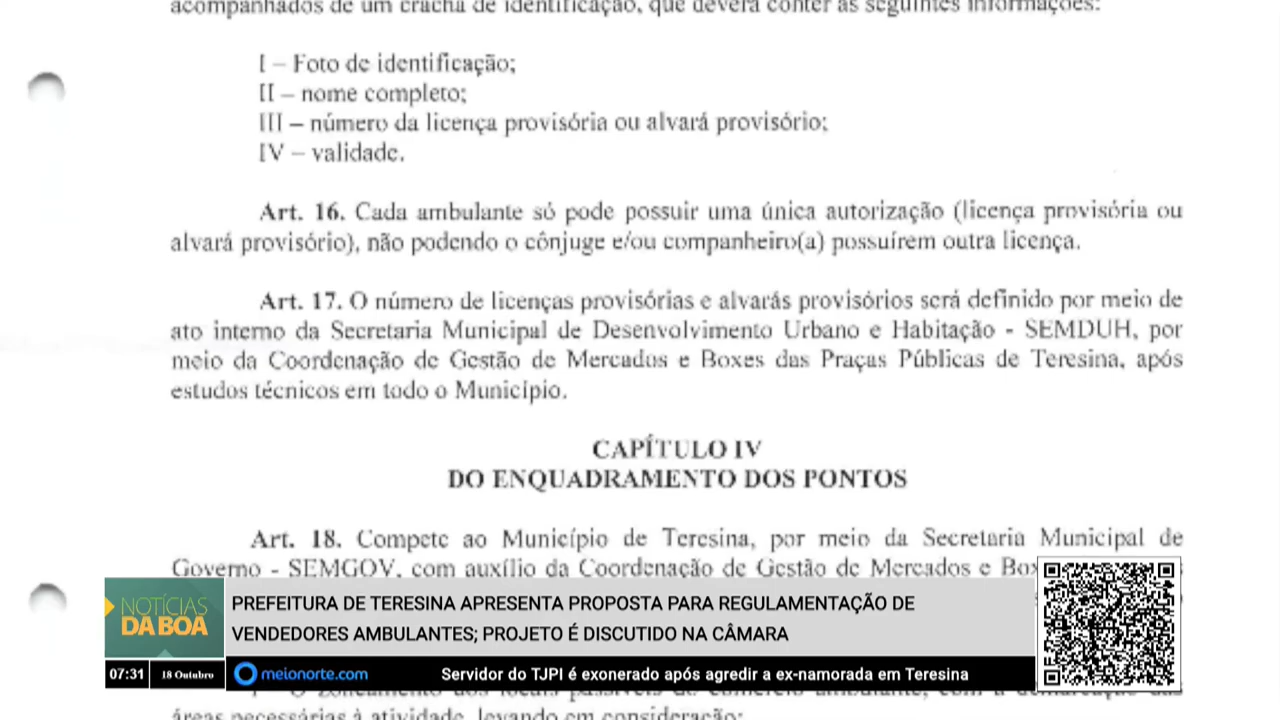 acompanhados de um crachá de identificação, que deverá conter as seguintes informações:
I – Foto de identificação;
II – nome completo;
III – número da licença provisória ou alvará provisório;
IV – validade.
Art. 16. Cada ambulante só pode possuir uma única autorização (licença provisória ou
alvará provisório), não podendo o cônjuge e/ou companheiro(a) possuírem outra licença.
Art. 17. O número de licenças provisórias e alvarás provisórios será definido por meio de
ato interno da Secretaria Municipal de Desenvolvimento Urbano e Habitação - SEMDUH, por
meio da Coordenação de Gestão de Mercados e Boxes das Praças Públicas de Teresina, após
estudos técnicos em todo o Município.
CAPÍTULO IV
DO ENQUADRAMENTO DOS PONTOS
Art. 18. Compete ao Município de Teresina, por meio da Secretaria Municipal de
Governo - SEMGOV, com auxílio da Coordenação de Gestão de Mercados e
NOTÍCIAS
DA BOA
PREFEITURA DE TERESINA APRESENTA PROPOSTA PARA REGULAMENTAÇÃO DE
VENDEDORES AMBULANTES; PROJETO É DISCUTIDO NA CÂMARA
07:31 18 Outubro meionorte.com Servidor do TJPI é exonerado após agredir a ex-namorada em Teresina
áreas necessárias à atividade, levando em consideração: